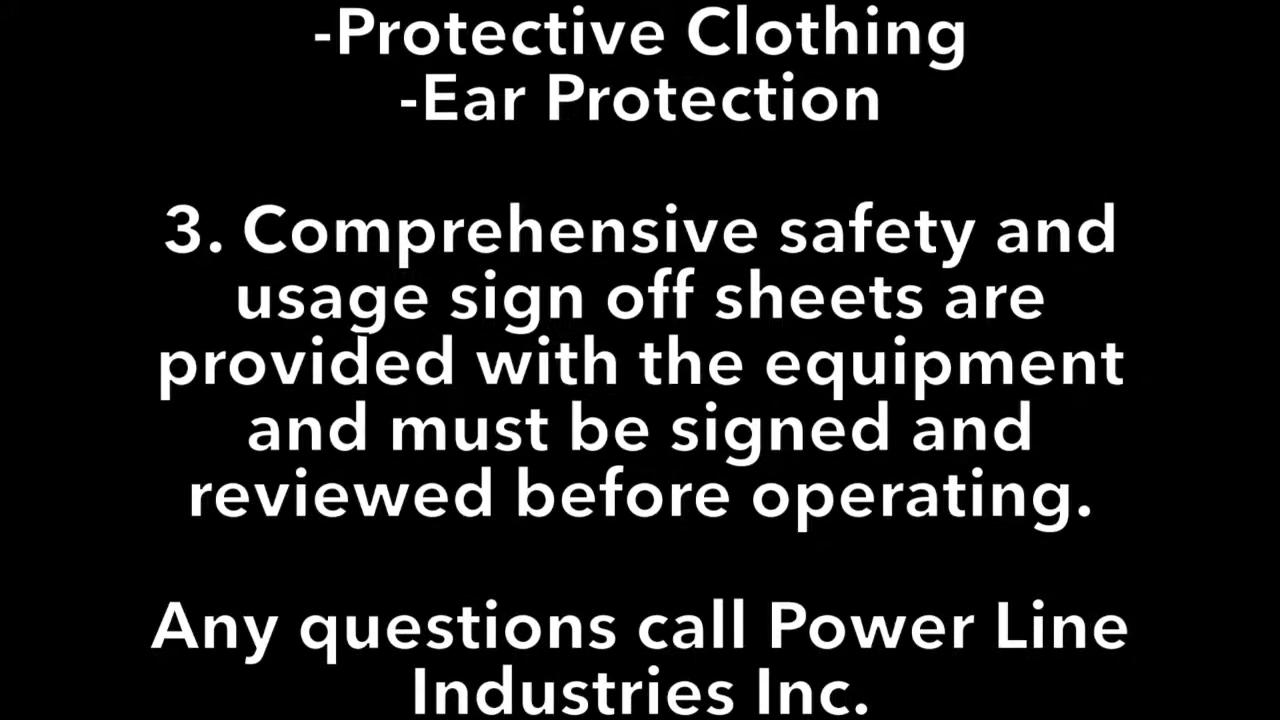 -Protective Clothing
-Ear Protection
3. Comprehensive safety and
usage sign off sheets are
provided with the equipment
and must be signed and
reviewed before operating.
Any questions call Power Line
Industries Inc.